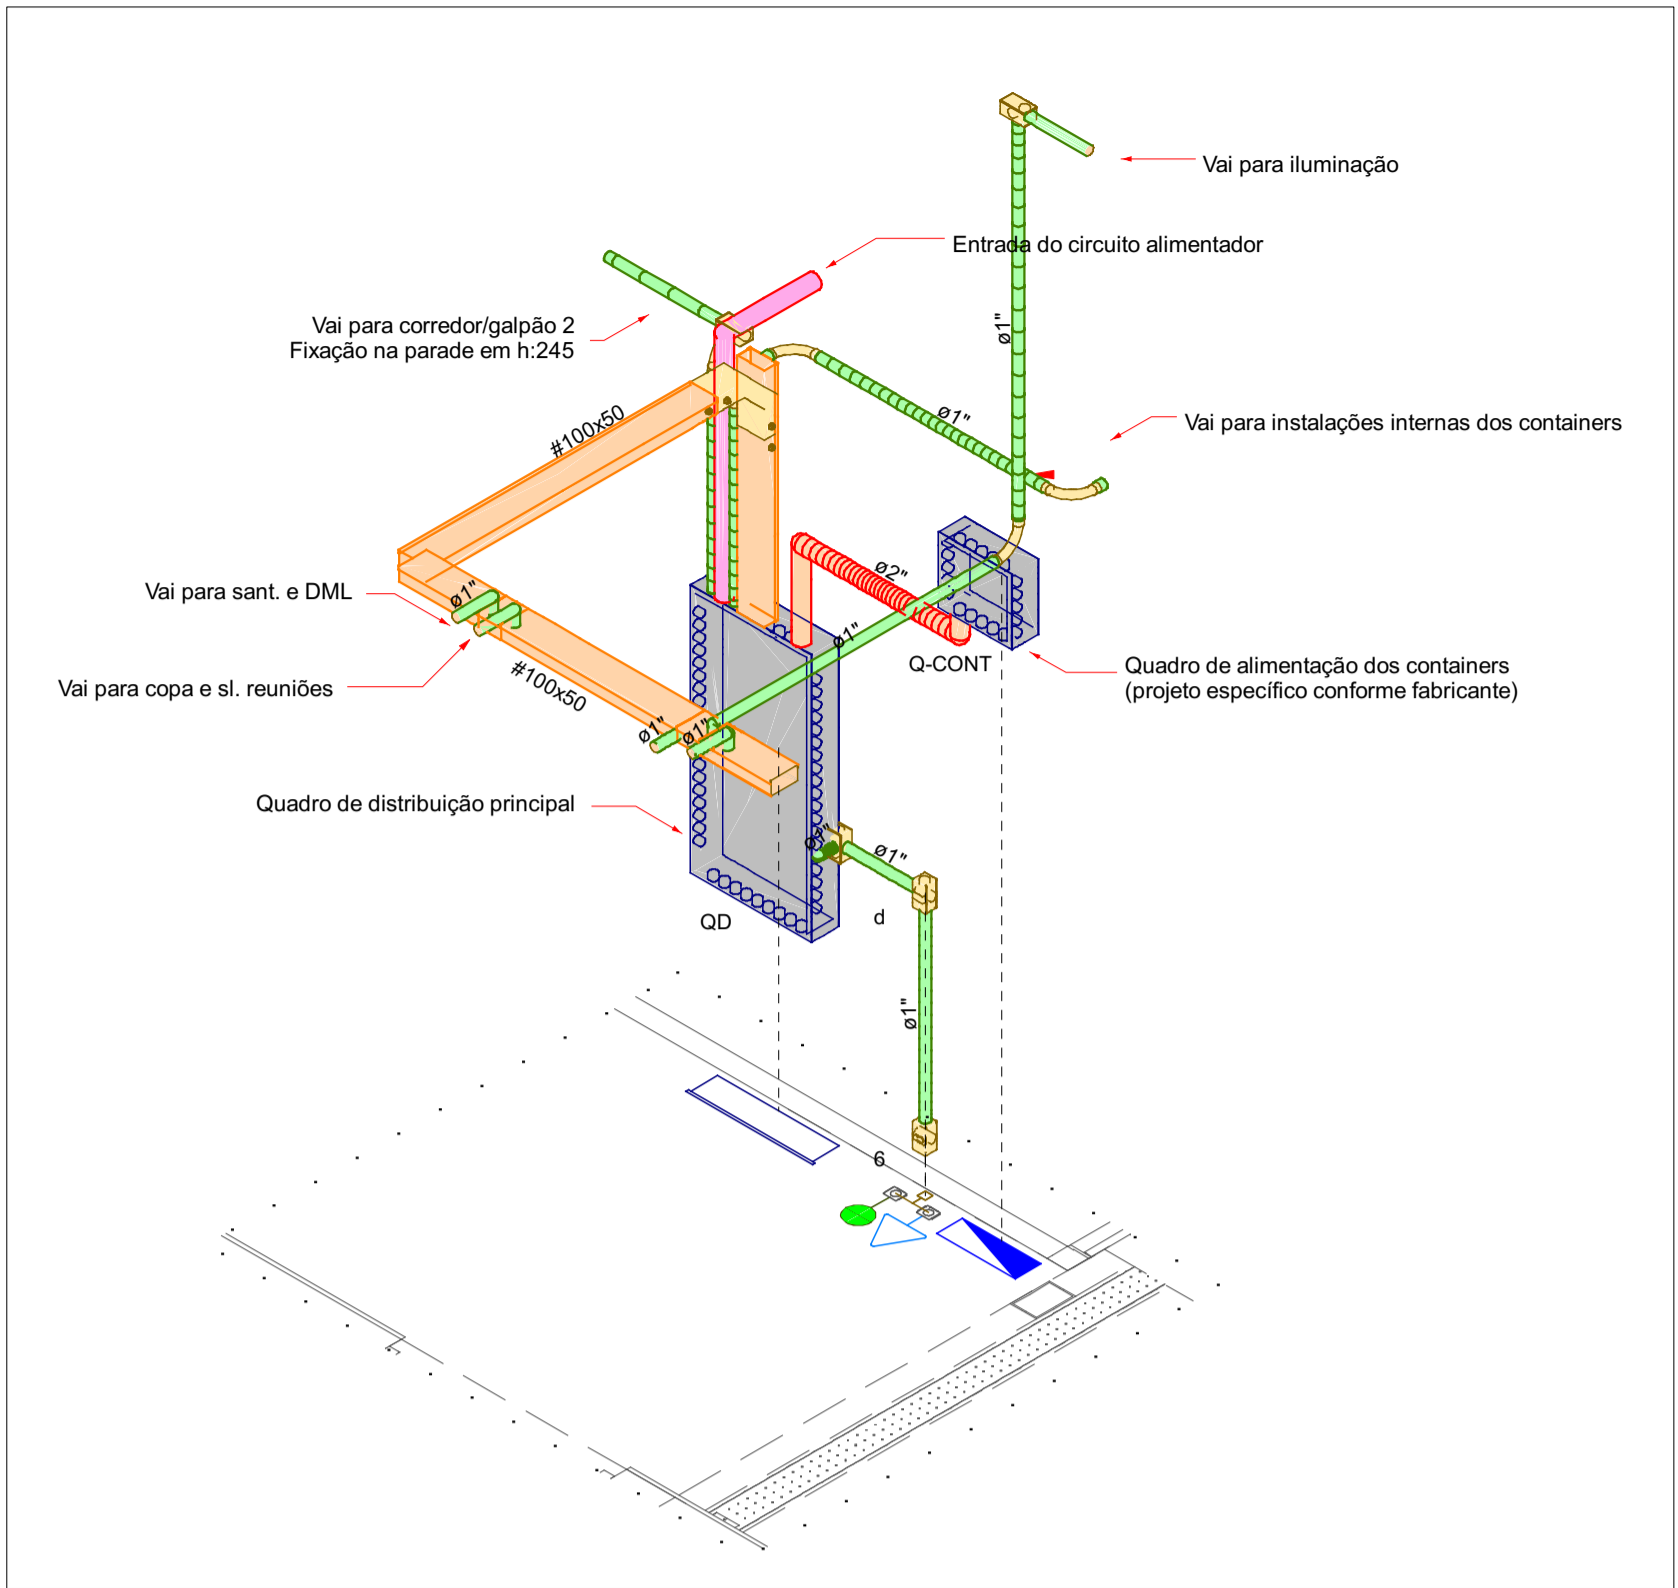 Vai para iluminação
Entrada do circuito alimentador
Vai para corredor/galpão 2
Fixação na parade em h:245
ø1"
ø1"
Vai para instalações internas dos containers
#100x50
Vai para sant. e DML
ø1"
ø2"
ø1"
Q-CONT
Quadro de alimentação dos containers
(projeto específico conforme fabricante)
Vai para copa e sl. reuniões
#100x50
ø1"
ø1"
Quadro de distribuição principal
ø1"
ø1"
QD
d
ø1"
6